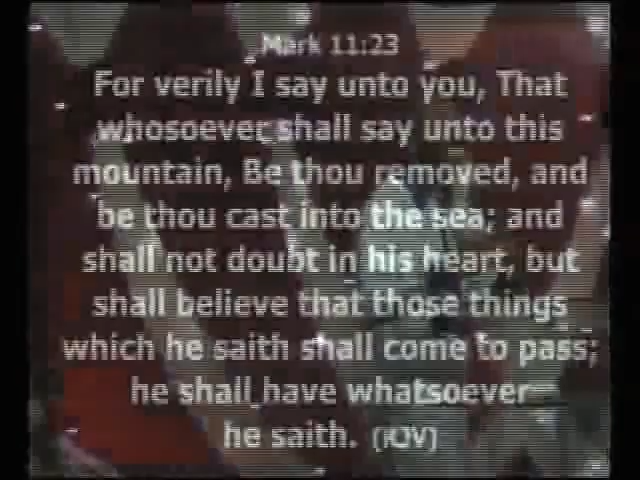 Mark 11:23
For verily I say unto you, That
whosoever shall say unto this
mountain, Be thou removed, and
be thou cast into the sea; and
shall not doubt in his heart, but
shall believe that those things
which he saith shall come to pass;
he shall have whatsoever
he saith.